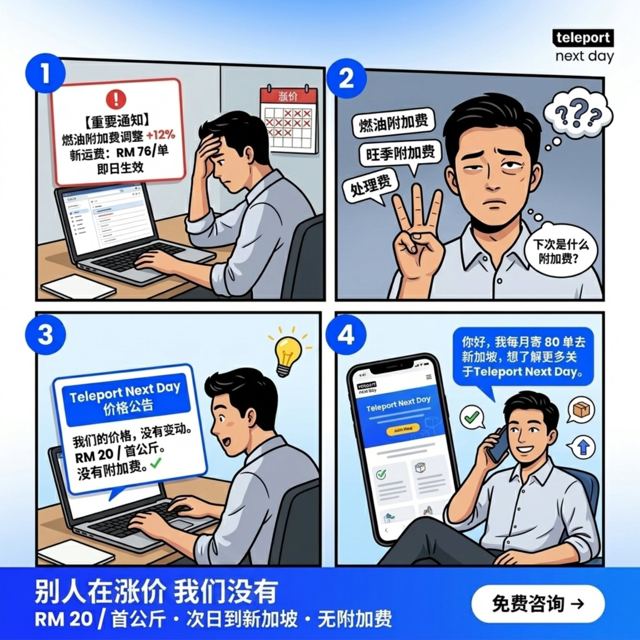 teleport
next day
1
【重要通知】
燃油附加费调整 +12%
新运费：RM 76/单
即日生效
涨价
2
燃油附加费
旺季附加费
处理费
???
下次是什么
附加费?
3
Teleport Next Day
价格公告
我们的价格，没有变动。
RM 20 / 首公斤。
没有附加费。
4
你好，我每月寄 80 单去
新加坡，想了解更多关
于Teleport Next Day。
teleport
next day
Teleport Next Day
别人在涨价 我们没有
RM 20 / 首公斤・次日到新加坡・无附加费
免费咨询 →